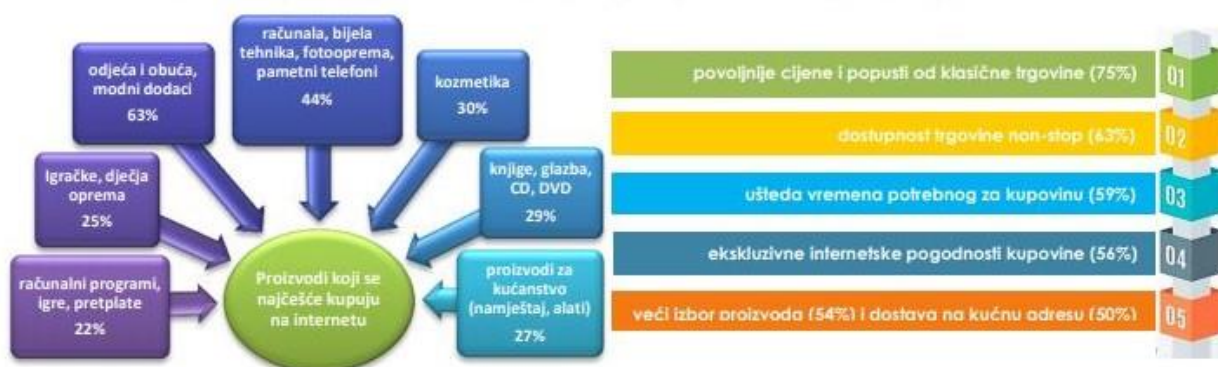 računala, bijela
tehnika, fotooprema,
pametni telefoni
44%
odjeća i obuća,
modni dodaci
63%
kozmetika
30%
Igračke, dječja
oprema
25%
knjige, glazba,
CD, DVD
29%
računalni programi,
igre, pretplate
22%
Proizvodi koji se
najčešće kupuju
na internetu
proizvodi za
kućanstvo
(namještaj, alati)
27%
povoljnije cijene i popusti od klasične trgovine (75%)
01
dostupnost trgovine non-stop (63%)
02
ušteda vremena potrebnog za kupovinu (59%)
03
ekskluzivne internetske pogodnosti kupovine (56%)
04
veći izbor proizvoda (54%) i dostava na kućnu adresu (50%)
05